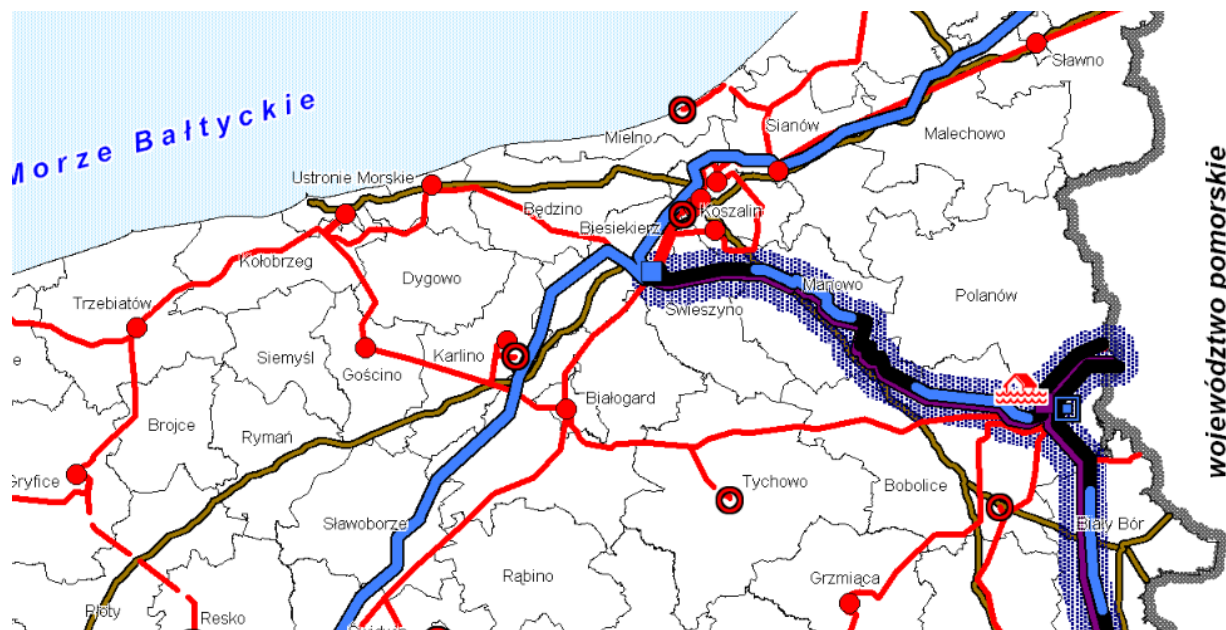 Sławno
Morze Bałtyckie
Mielno
Sianów
Malechowo
województwo pomorskie
Ustronie Morskie
Będzino
Koszalin
Biesiekierz
Kołobrzeg
Dygowo
Manowo
Polanów
Trzebiatów
Świeszyno
Siemyśl
Gościno
Karlino
e
Białogard
Brojce
Rymań
Gryfice
Tychowo
Bobolice
Sławoborze
Biały Bór
Rąbino
Grzmiąca
Płoty
Resko
Świdwin